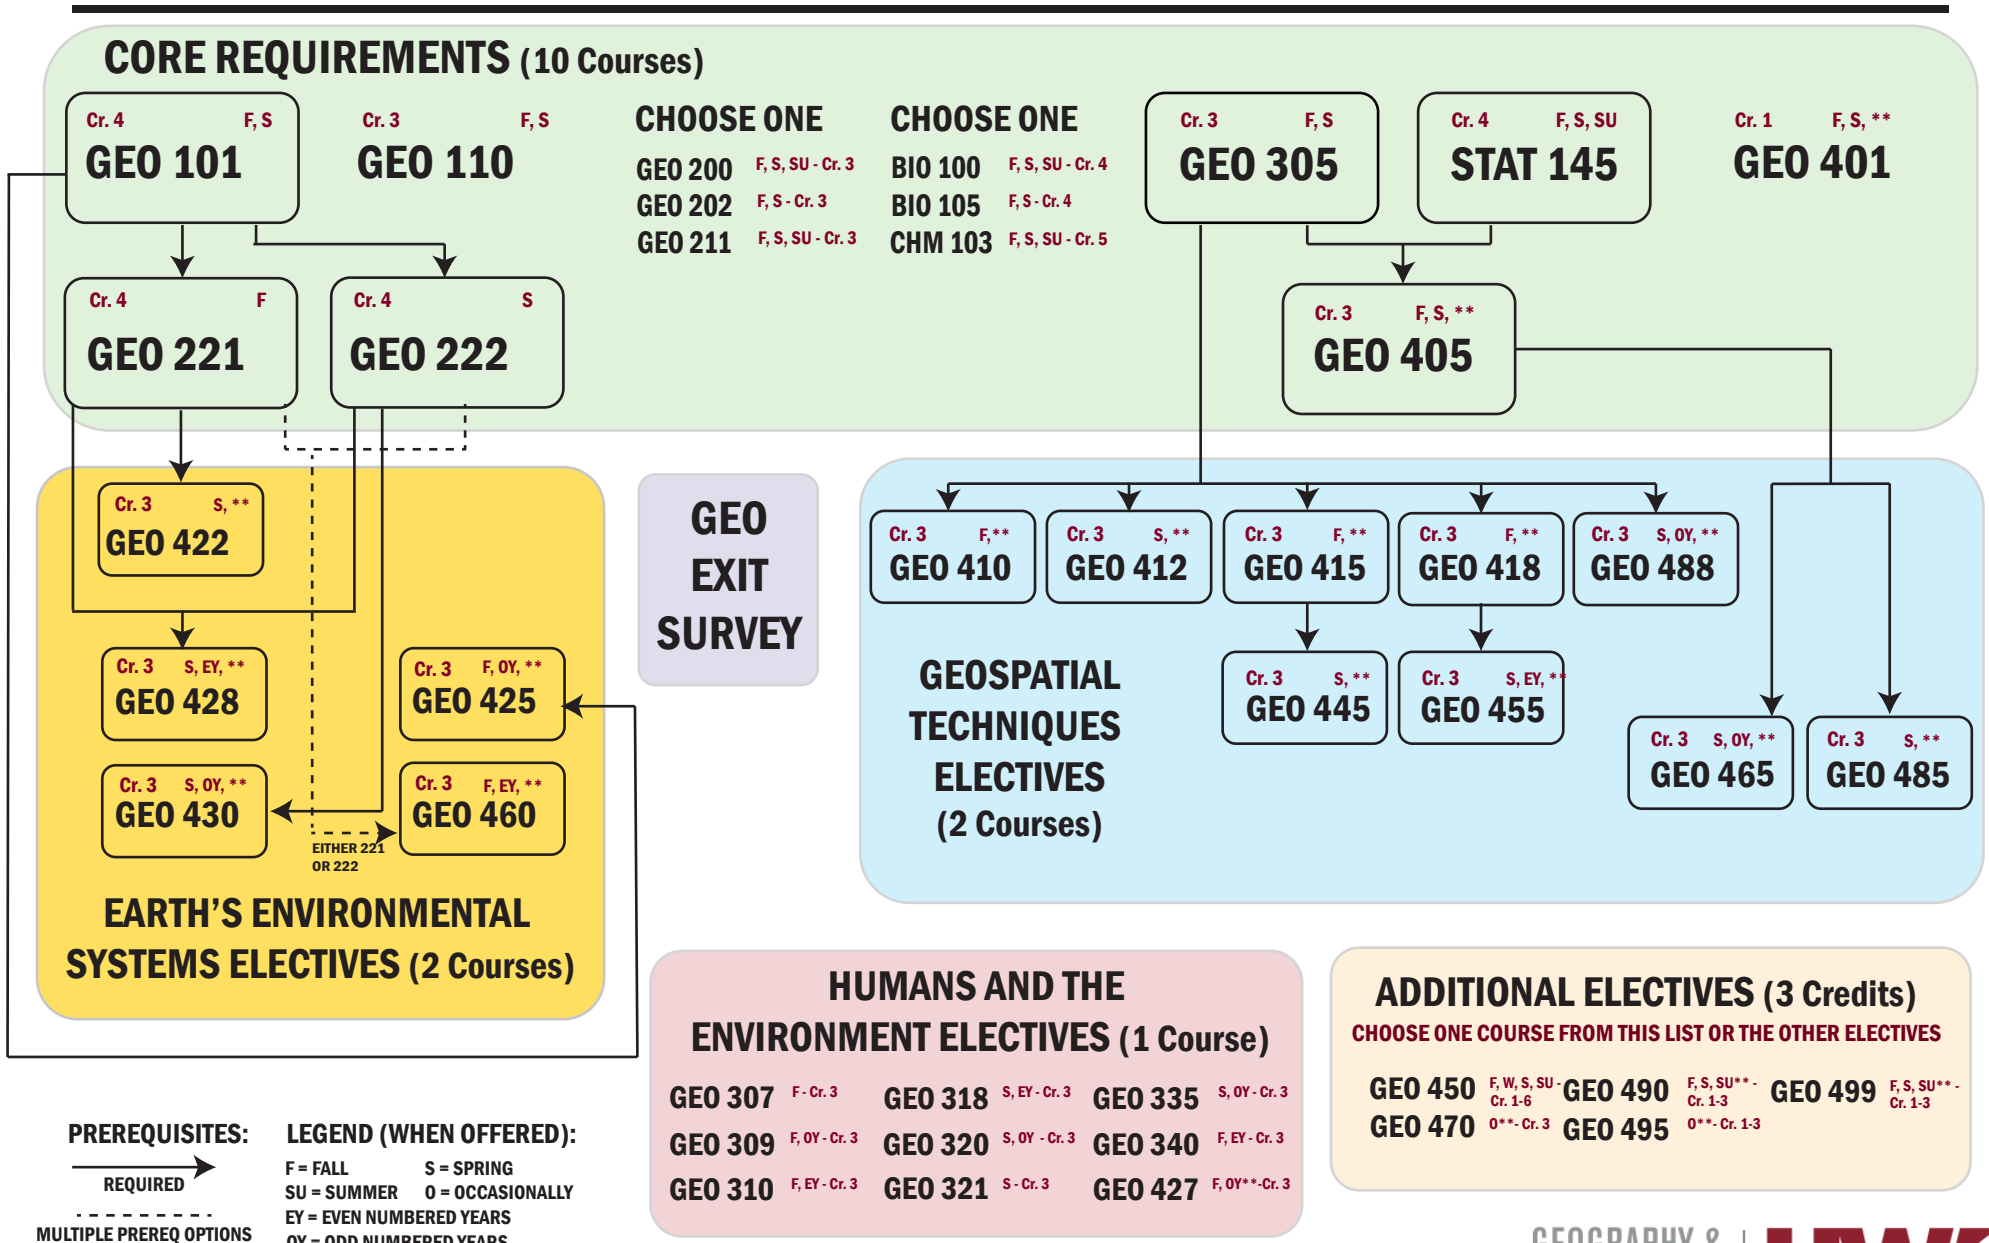 CORE REQUIREMENTS (10 Courses)
Cr. 4 F, S
GEO 101
Cr. 3 F, S
GEO 110
CHOOSE ONE
GEO 200 F, S, SU - Cr. 3
GEO 202 F, S - Cr. 3
GEO 211 F, S, SU - Cr. 3
CHOOSE ONE
BIO 100 F, S, SU - Cr. 4
BIO 105 F, S - Cr. 4
CHM 103 F, S, SU - Cr. 5
Cr. 3 F, S
GEO 305
Cr. 4 F, S, SU
STAT 145
Cr. 1 F, S, **
GEO 401
Cr. 4 F
GEO 221
Cr. 4 S
GEO 222
Cr. 3 F, S, **
GEO 405
Cr. 3 S, **
GEO 422
Cr. 3 S, EY, **
GEO 428
Cr. 3 F, OY, **
GEO 425
Cr. 3 S, OY, **
GEO 430
Cr. 3 F, EY, **
GEO 460
EITHER 221
OR 222
EARTH'S ENVIRONMENTAL
SYSTEMS ELECTIVES (2 Courses)
GEO
EXIT
SURVEY
Cr. 3 F,**
GEO 410
Cr. 3 S, **
GEO 412
Cr. 3 F, **
GEO 415
Cr. 3 F, **
GEO 418
Cr. 3 S, OY, **
GEO 488
Cr. 3 S, **
GEO 445
Cr. 3 S, EY, **
GEO 455
Cr. 3 S, OY, **
GEO 465
Cr. 3 S, **
GEO 485
GEOSPATIAL
TECHNIQUES
ELECTIVES
(2 Courses)
HUMANS AND THE
ENVIRONMENT ELECTIVES (1 Course)
GEO 307 F - Cr. 3 GEO 318 S, EY - Cr. 3 GEO 335 S, OY - Cr. 3
GEO 309 F, OY - Cr. 3 GEO 320 S, OY - Cr. 3 GEO 340 F, EY - Cr. 3
GEO 310 F, EY - Cr. 3 GEO 321 S - Cr. 3 GEO 427 F, OY**-Cr. 3
ADDITIONAL ELECTIVES (3 Credits)
CHOOSE ONE COURSE FROM THIS LIST OR THE OTHER ELECTIVES
GEO 450 F, W, S, SU - Cr. 1-6 GEO 490 F, S, SU** - Cr. 1-3 GEO 499 F, S, SU** - Cr. 1-3
GEO 470 O**- Cr. 3 GEO 495 O**- Cr. 1-3
PREREQUISITES:
REQUIRED
MULTIPLE PREREQ OPTIONS
LEGEND (WHEN OFFERED):
F = FALL S = SPRING
SU = SUMMER O = OCCASIONALLY
EY = EVEN NUMBERED YEARS
OY = ODD NUMBERED YEARS
GEOGRAPHY &